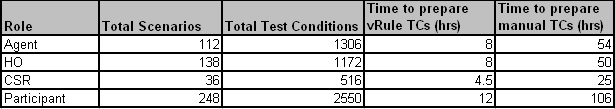 Role Total Scenarios Total Test Conditions Time to prepare vRule TCs (hrs) Time to prepare manual TCs (hrs)
Agent 112 1306 8 54
HO 138 1172 8 50
CSR 36 516 4.5 25
Participant 248 2550 12 106